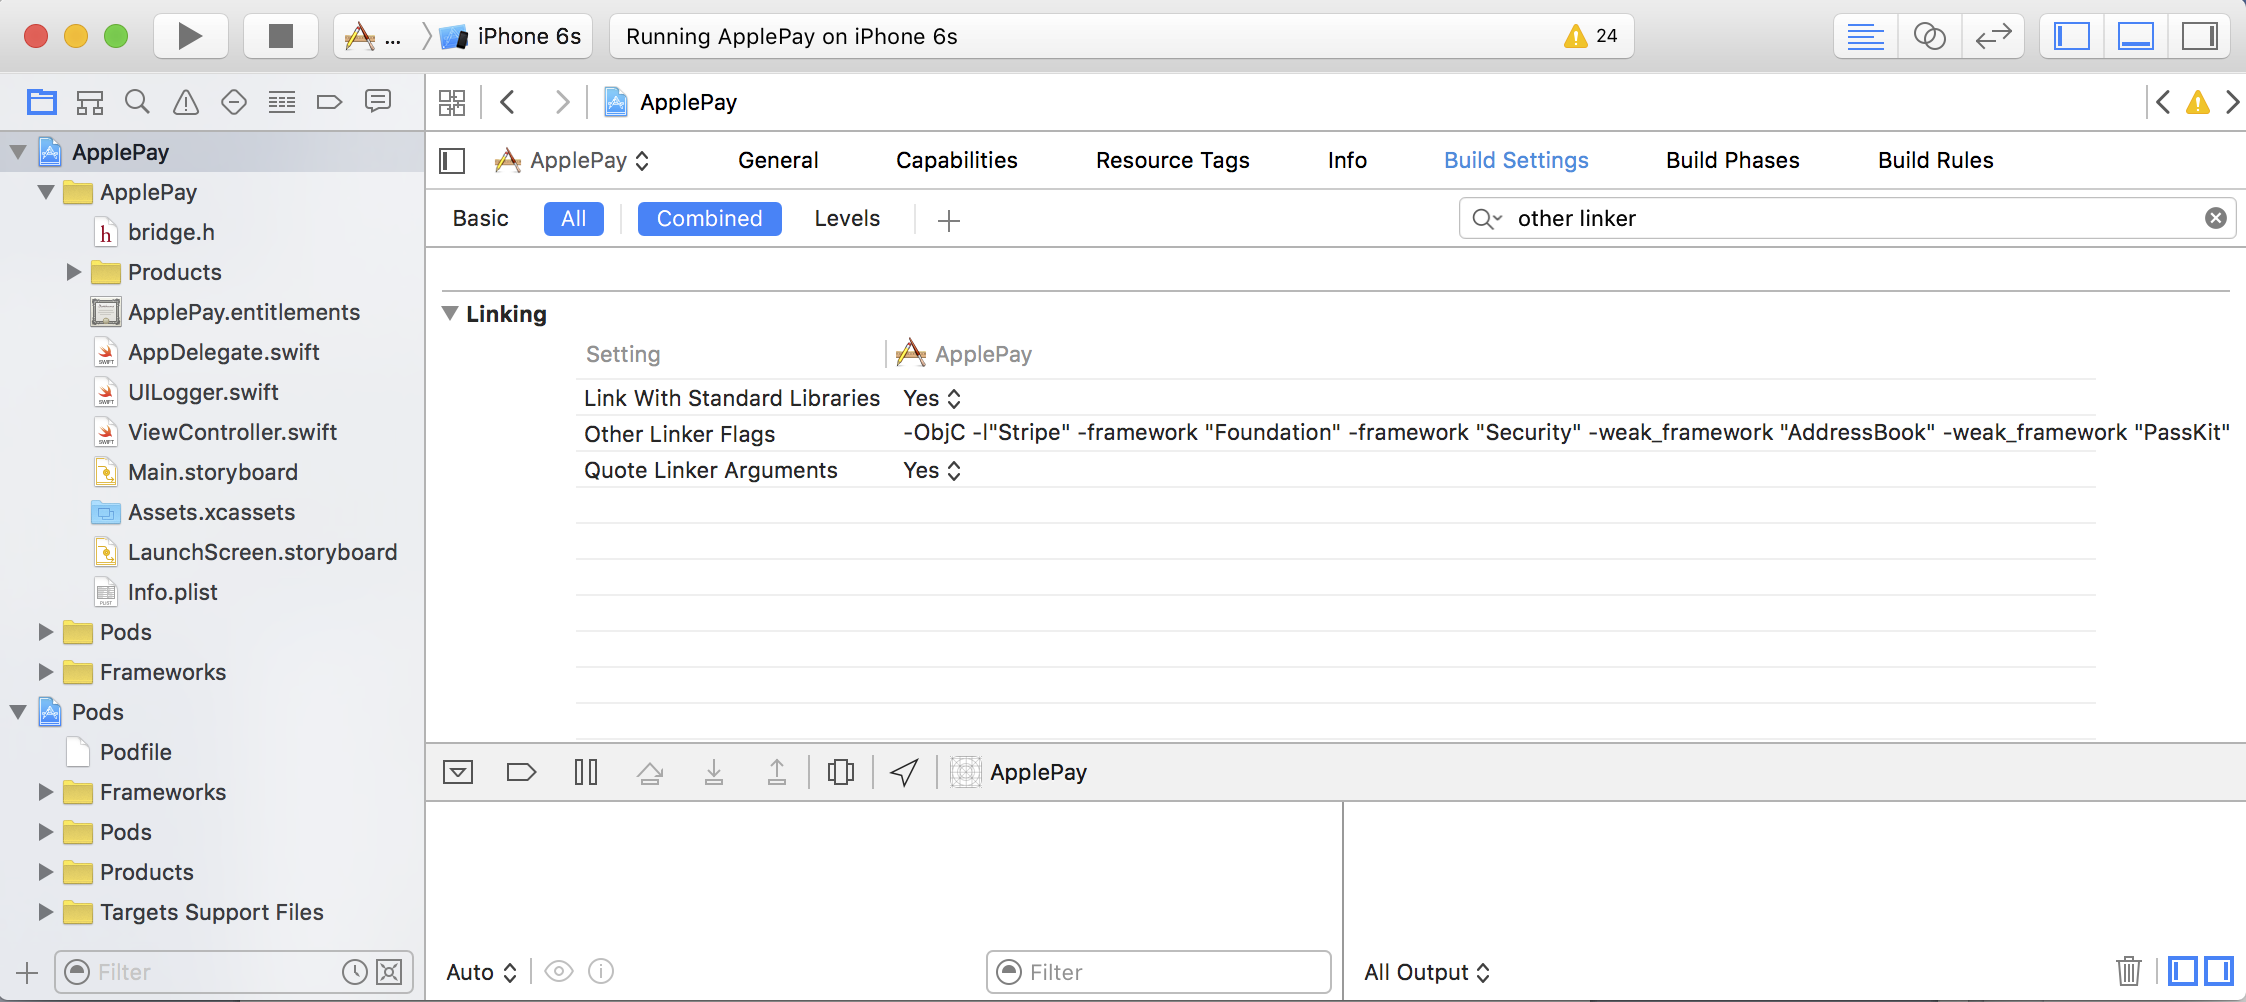 ... iPhone 6s Running ApplePay on iPhone 6s 24
ApplePay
ApplePay
ApplePay
bridge.h
Products
ApplePay.entitlements
AppDelegate.swift
UILogger.swift
ViewController.swift
Main.storyboard
Assets.xcassets
LaunchScreen.storyboard
Info.plist
Pods
Frameworks
Pods
Podfile
Frameworks
Pods
Products
Targets Support Files
Filter
ApplePay General Capabilities Resource Tags Info Build Settings Build Phases Build Rules
Basic All Combined Levels other linker
Linking
Setting ApplePay
Link With Standard Libraries Yes
Other Linker Flags -ObjC -l"Stripe" -framework "Foundation" -framework "Security" -weak_framework "AddressBook" -weak_framework "PassKit"
Quote Linker Arguments Yes
ApplePay
Auto Filter All Output